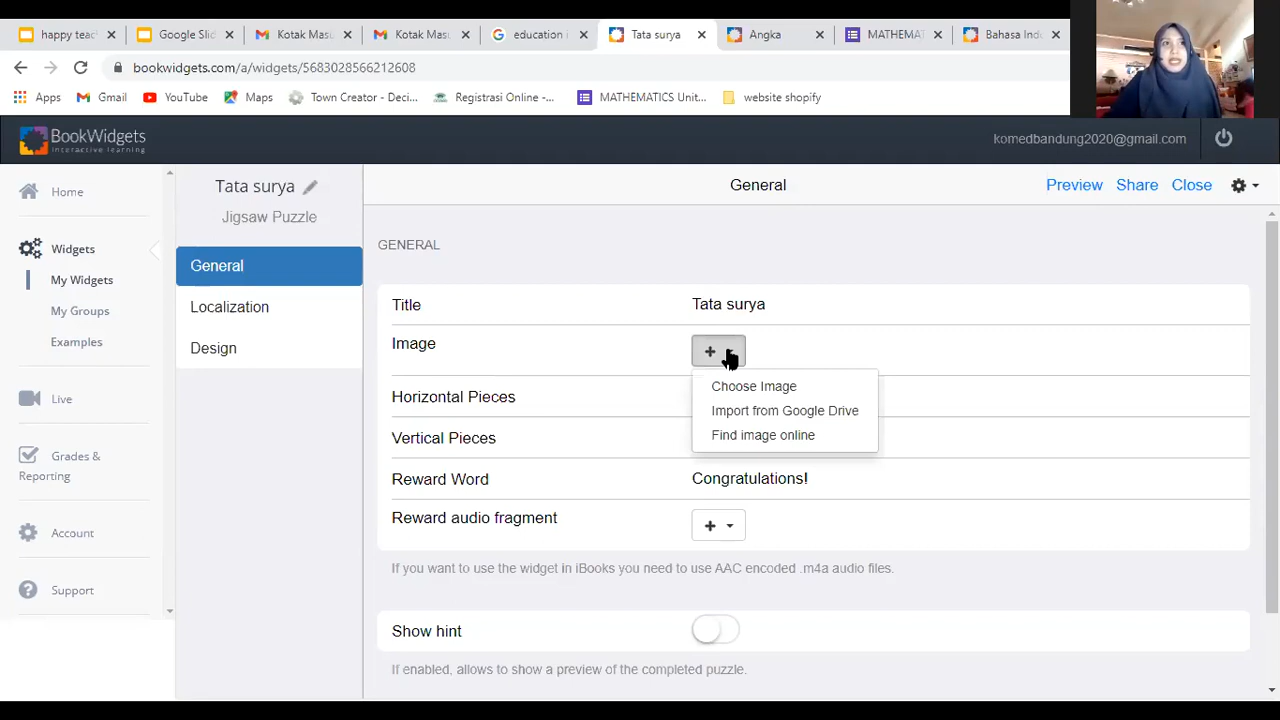 happy teac
Google Slid
Kotak Masu
Kotak Masu
education i
Tata surya
Angka
MATHEMA
Bahasa Indo
bookwidgets.com/a/widgets/5683028566212608
Apps
Gmail
YouTube
Maps
Town Creator - Deci...
Registrasi Online -...
MATHEMATICS Unit...
website shopify
BookWidgets
interactive learning
komedbandung2020@gmail.com
Home
Widgets
My Widgets
My Groups
Examples
Live
Grades &
Reporting
Account
Support
Tata surya
Jigsaw Puzzle
General
Localization
Design
General
Preview
Share
Close
GENERAL
Title
Tata surya
Image
Choose Image
Import from Google Drive
Find image online
Horizontal Pieces
Vertical Pieces
Reward Word
Congratulations!
Reward audio fragment
If you want to use the widget in iBooks you need to use AAC encoded .m4a audio files.
Show hint
If enabled, allows to show a preview of the completed puzzle.